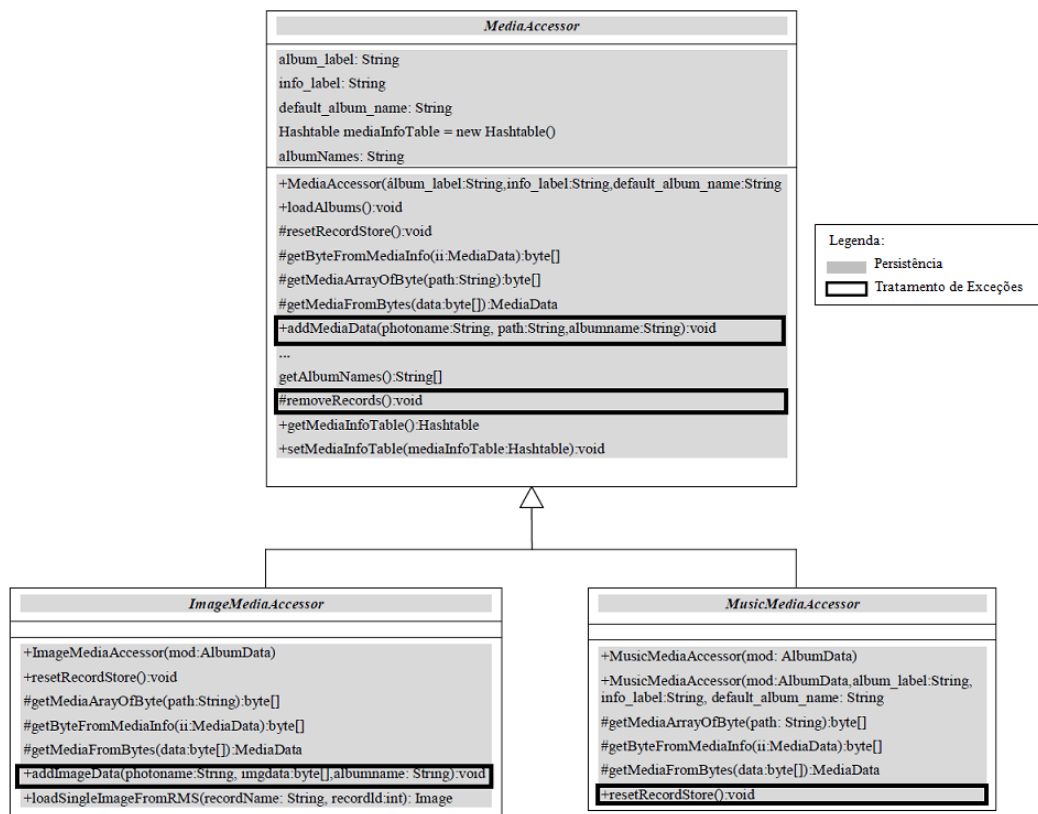 MediaAccessor
album_label: String
info_label: String
default_album_name: String
Hashtable mediaInfoTable = new Hashtable()
albumNames: String
+MediaAccessor(álbum_label:String,info_label:String,default_album_name:String
+loadAlbums():void
#resetRecordStore():void
#getByteFromMediaInfo(ii:MediaData):byte[]
#getMediaArrayOfByte(path:String):byte[]
#getMediaFromBytes(data:byte[]):MediaData
+addMediaData(photoname:String, path:String,albumname:String):void
...
getAlbumNames():String[]
#removeRecords():void
+getMediaInfoTable():Hashtable
+setMediaInfoTable(mediaInfoTable:Hashtable):void
Legenda:
Persistência
Tratamento de Exceções
ImageMediaAccessor
+ImageMediaAccessor(mod:AlbumData)
+resetRecordStore():void
#getMediaArayOfByte(path:String):byte[]
#getByteFromMediaInfo(ii:MediaData):byte[]
#getMediaFromBytes(data:byte[]):MediaData
+addImageData(photoname:String, imgdata:byte[],albumname: String):void
+loadSingleImageFromRMS(recordName: String, recordId:int): Image
MusicMediaAccessor
+MusicMediaAccessor(mod: AlbumData)
+MusicMediaAccessor(mod:AlbumData,album_label:String,
info_label:String, default_album_name: String
#getMediaArrayOfByte(path: String):byte[]
#getByteFromMediaInfo(ii:MediaData):byte[]
#getMediaFromBytes(data:byte[]):MediaData
+resetRecordStore():void